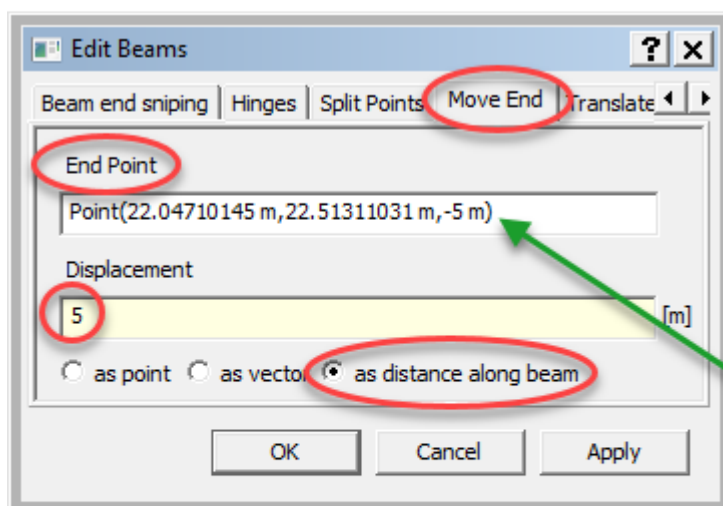 Edit Beams ? ×
Beam end sniping Hinges Split Points Move End Translate
End Point
Point(22.04710145 m,22.51311031 m,-5 m)
Displacement
5 [m]
as point as vector as distance along beam
OK Cancel Apply